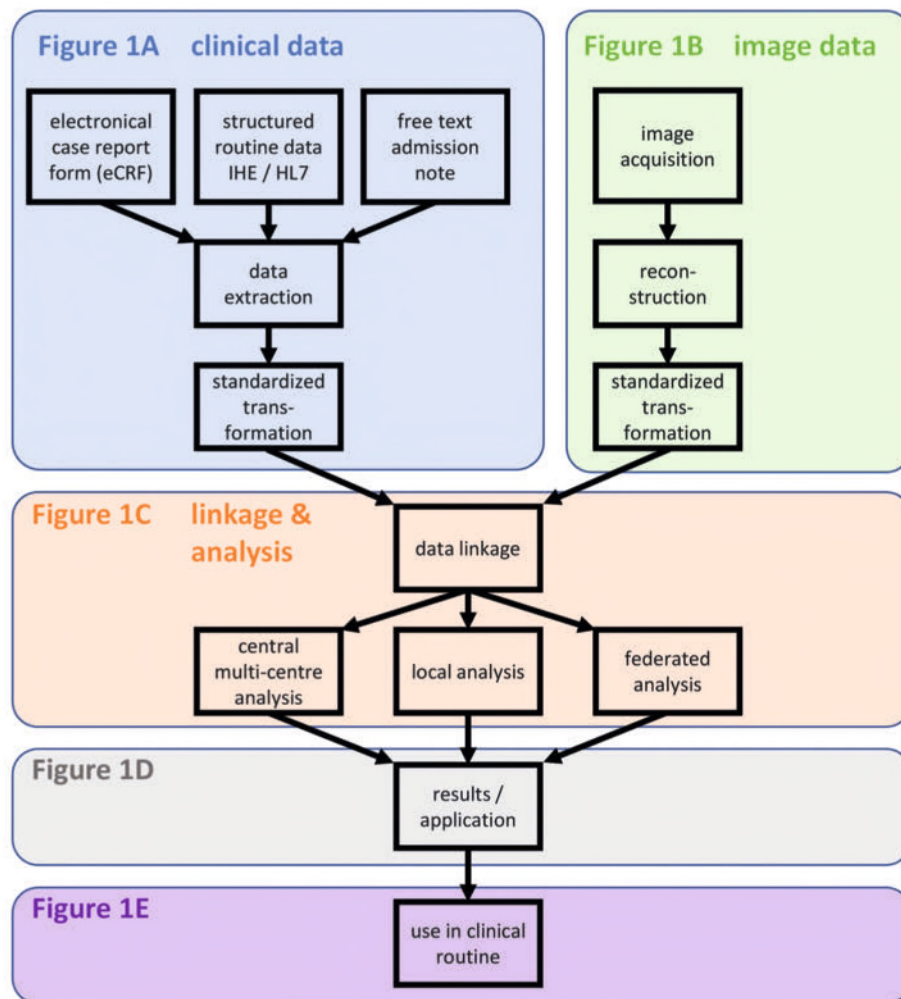 Figure 1A clinical data
electronical
case report
form (eCRF)
structured
routine data
IHE / HL7
free text
admission
note
data
extraction
standardized
trans-
formation
Figure 1B image data
image
acquisition
recon-
struction
standardized
trans-
formation
Figure 1C linkage &
analysis
data linkage
central
multi-centre
analysis
local analysis
federated
analysis
Figure 1D
results /
application
Figure 1E
use in clinical
routine